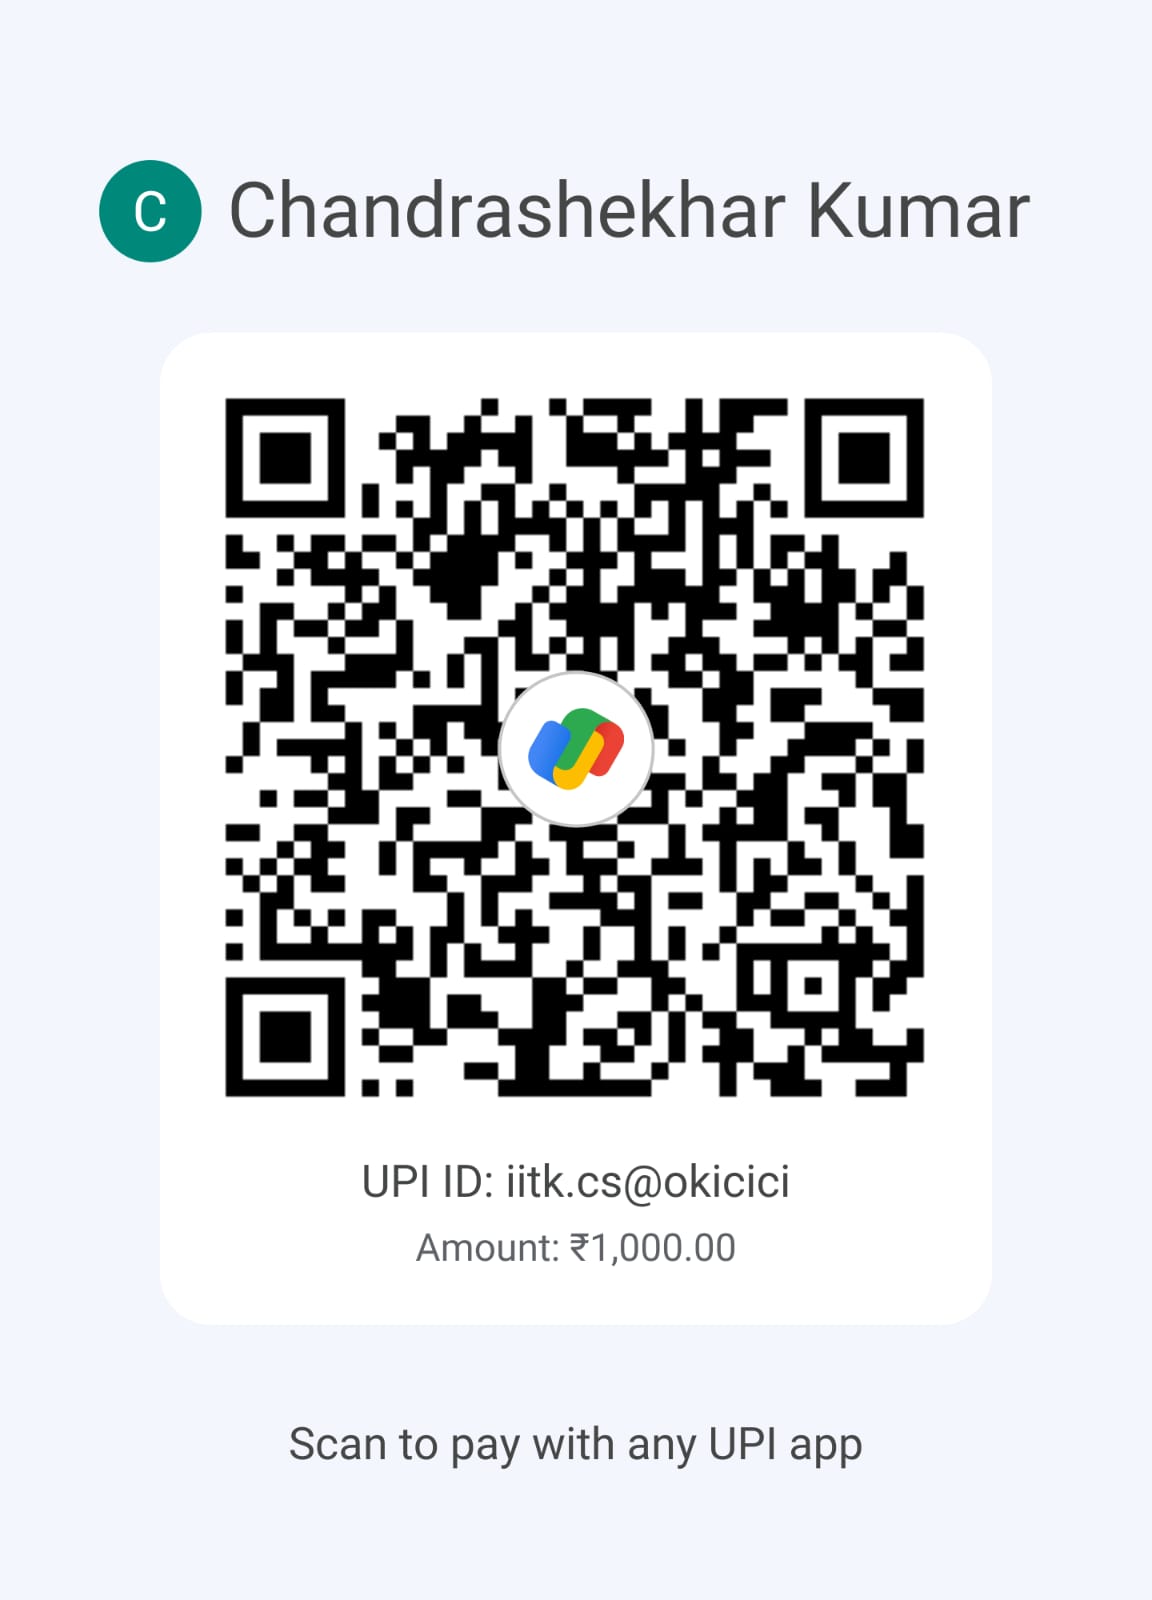 C Chandrashekhar Kumar
UPI ID: iitk.cs@okicici
Amount: ₹1,000.00
Scan to pay with any UPI app